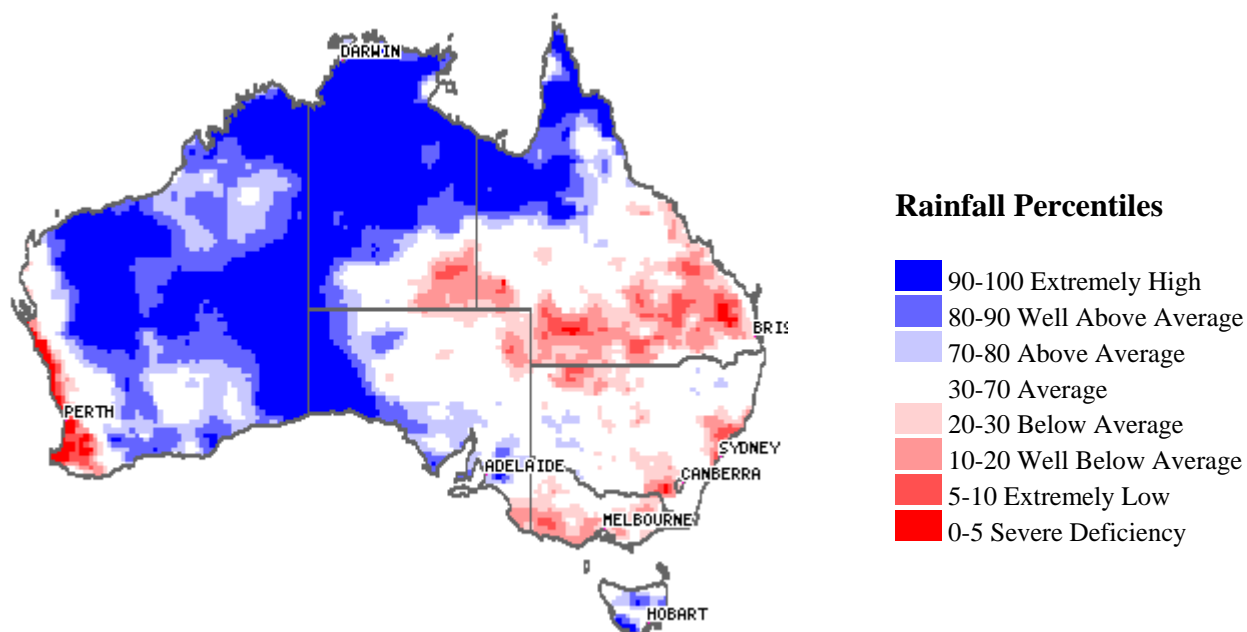 DARWIN
BRIS
PERTH
SYDNEY
ADELAIDE
CANBERRA
MELBOURNE
HOBART
Rainfall Percentiles
90-100 Extremely High
80-90 Well Above Average
70-80 Above Average
30-70 Average
20-30 Below Average
10-20 Well Below Average
5-10 Extremely Low
0-5 Severe Deficiency